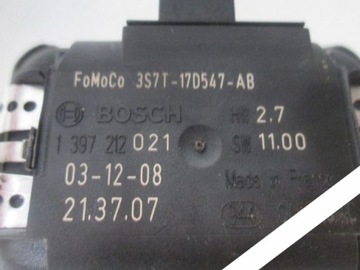 FoMoCo 3S7T-17D547-AB
BOSCH HW 2.7
1 397 212 021 SW 11.00
03-12-08 Made in
21.37.07